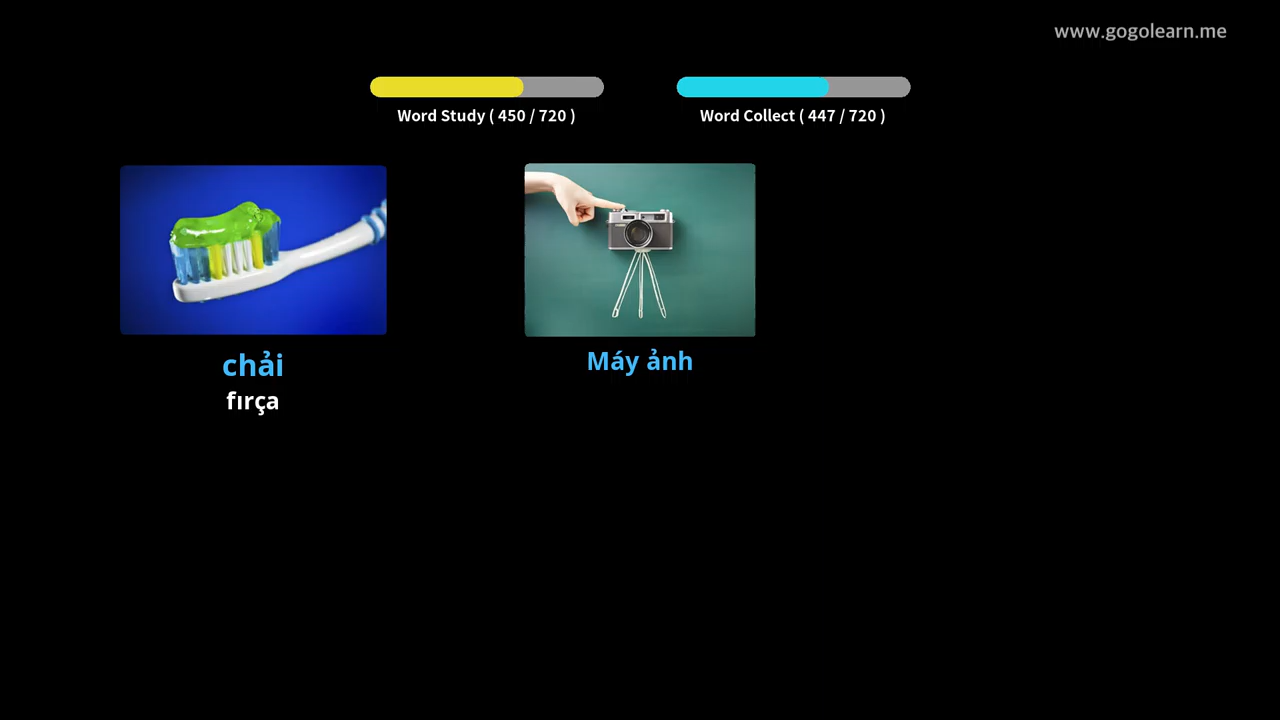 www.gogolearn.me
Word Study ( 450 / 720 )
Word Collect ( 447 / 720 )
chải
fırça
Máy ảnh